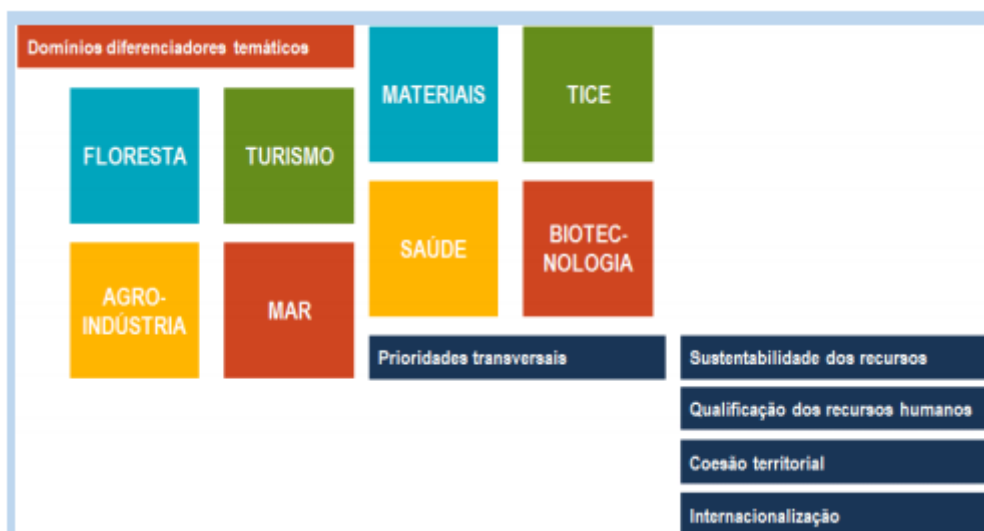 Domínios diferenciadores temáticos
MATERIAIS
TICE
FLORESTA
TURISMO
SAÚDE
BIOTEC-
NOLOGIA
AGRO-
INDÚSTRIA
MAR
Prioridades transversais
Sustentabilidade dos recursos
Qualificação dos recursos humanos
Coesão territorial
Internacionalização